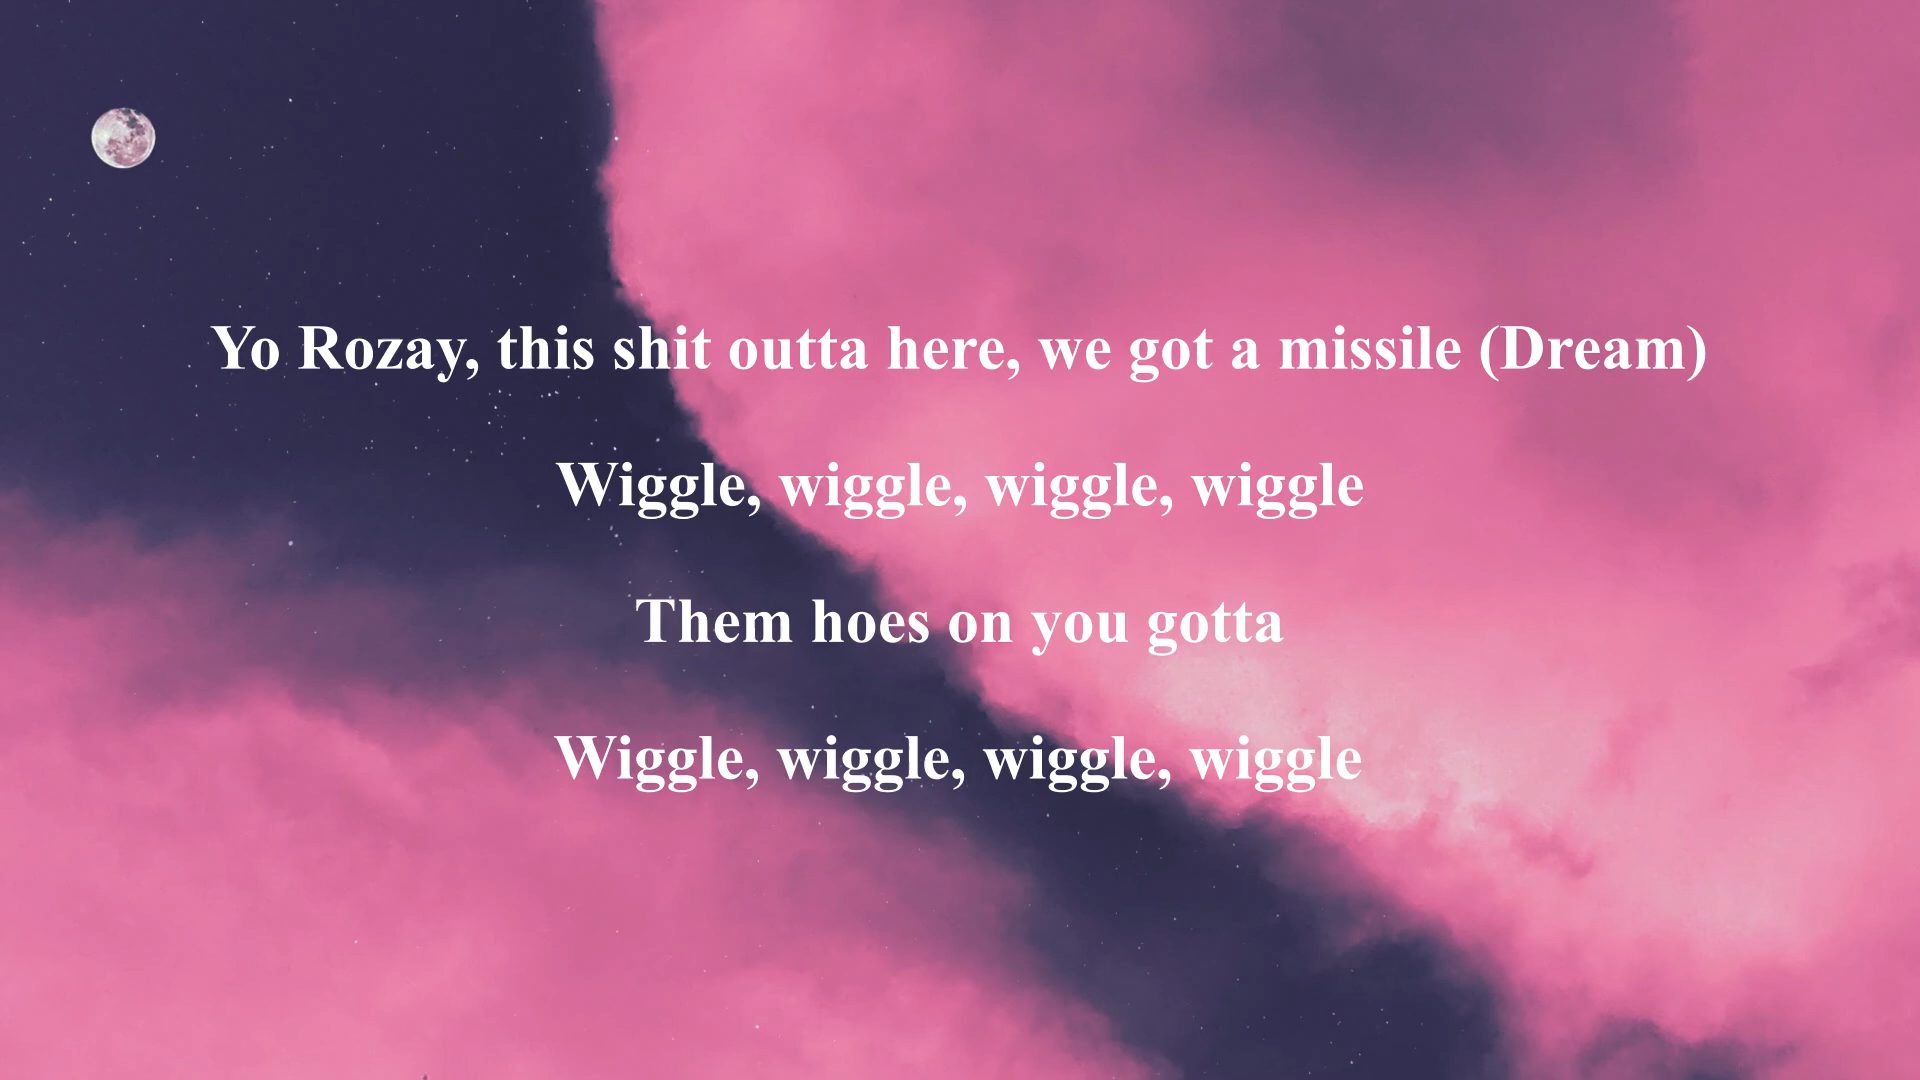 Yo Rozay, this shit outta here, we got a missile (Dream)
Wiggle, wiggle, wiggle, wiggle
Them hoes on you gotta
Wiggle, wiggle, wiggle, wiggle